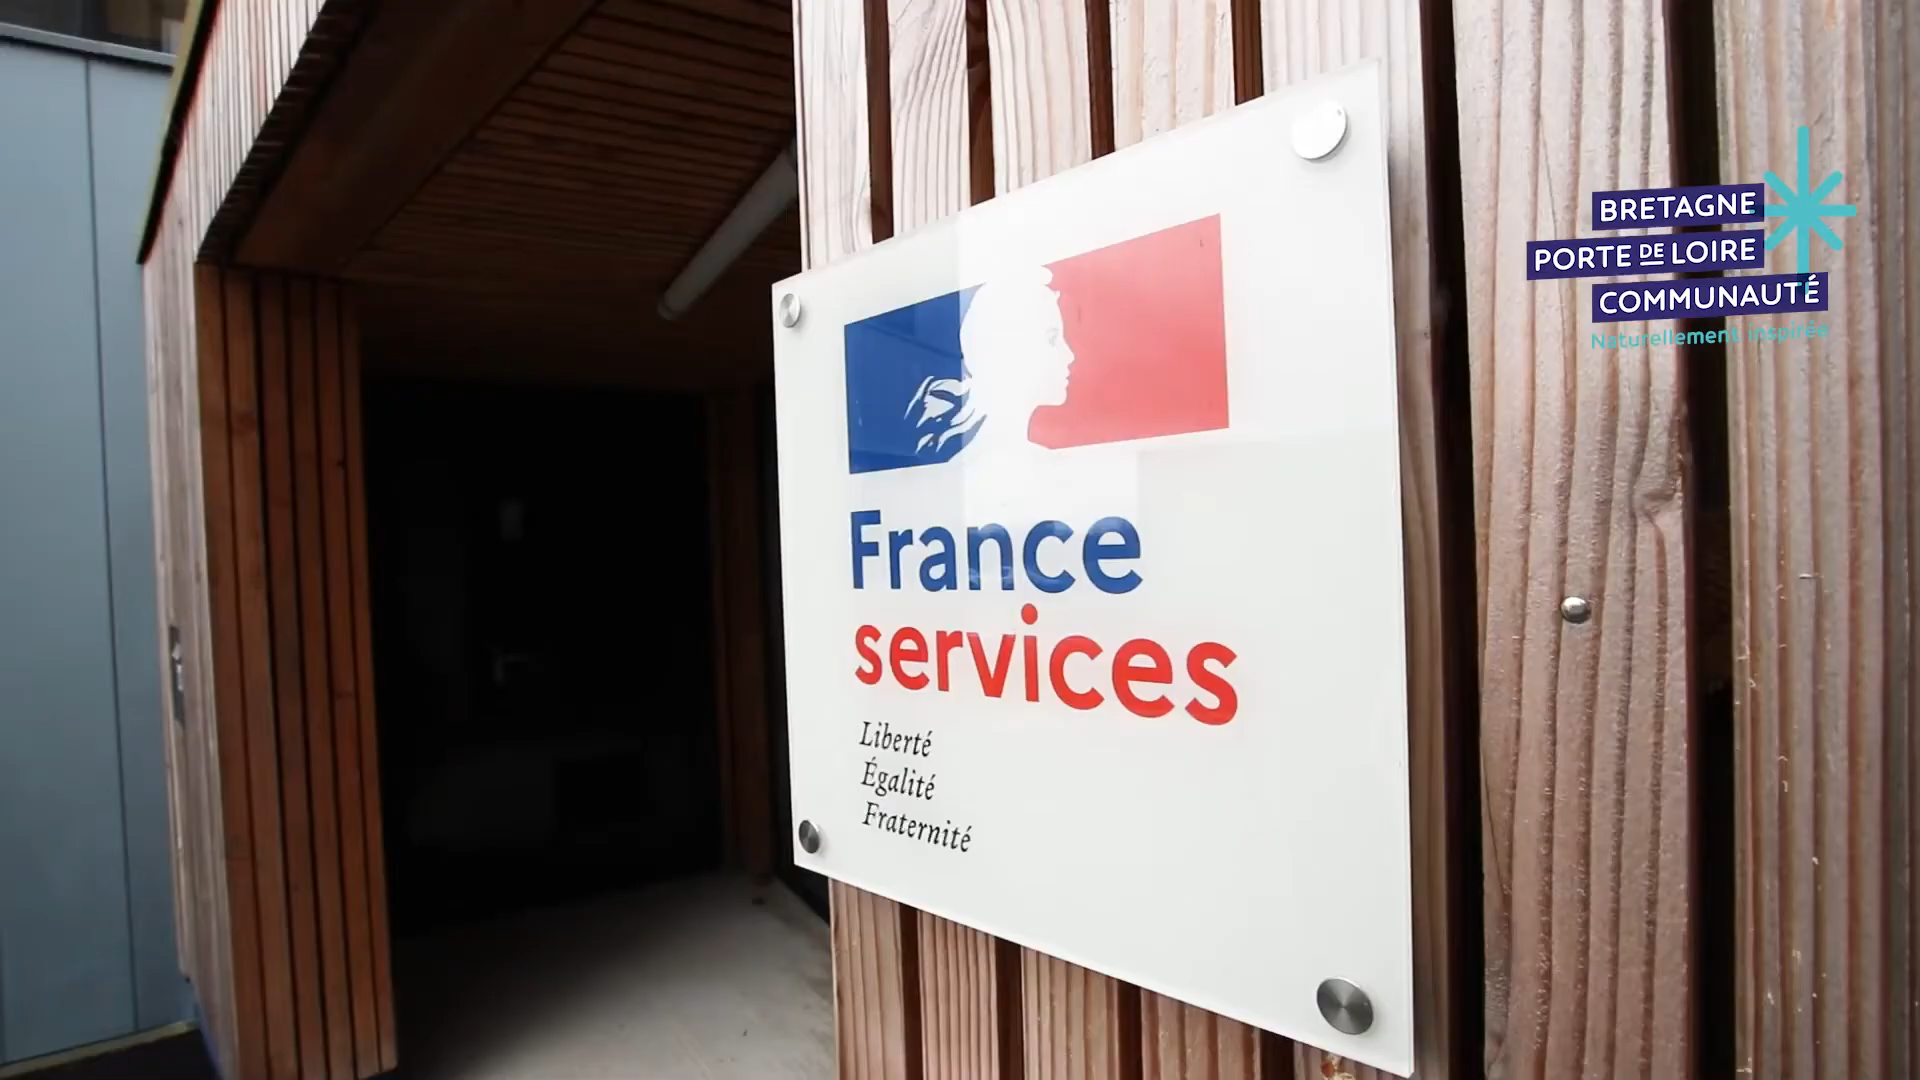 France
services
Liberté
Égalité
Fraternité
BRETAGNE
PORTE DE LOIRE
COMMUNAUTÉ
Naturellement inspirée